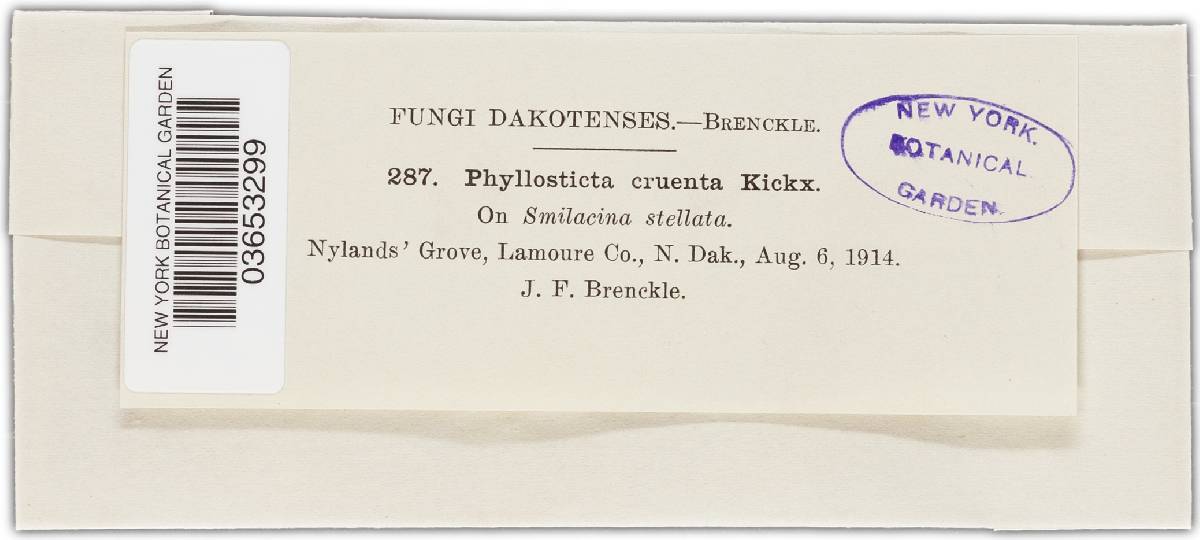 NEW YORK BOTANICAL GARDEN
03653299
FUNGI DAKOTENSES.—BRENCKLE.
287. Phyllosticta cruenta Kickx.
On Smilacina stellata.
Nylands' Grove, Lamoure Co., N. Dak., Aug. 6, 1914.
J. F. Brenckle.
NEW YORK.
BOTANICAL
GARDEN.